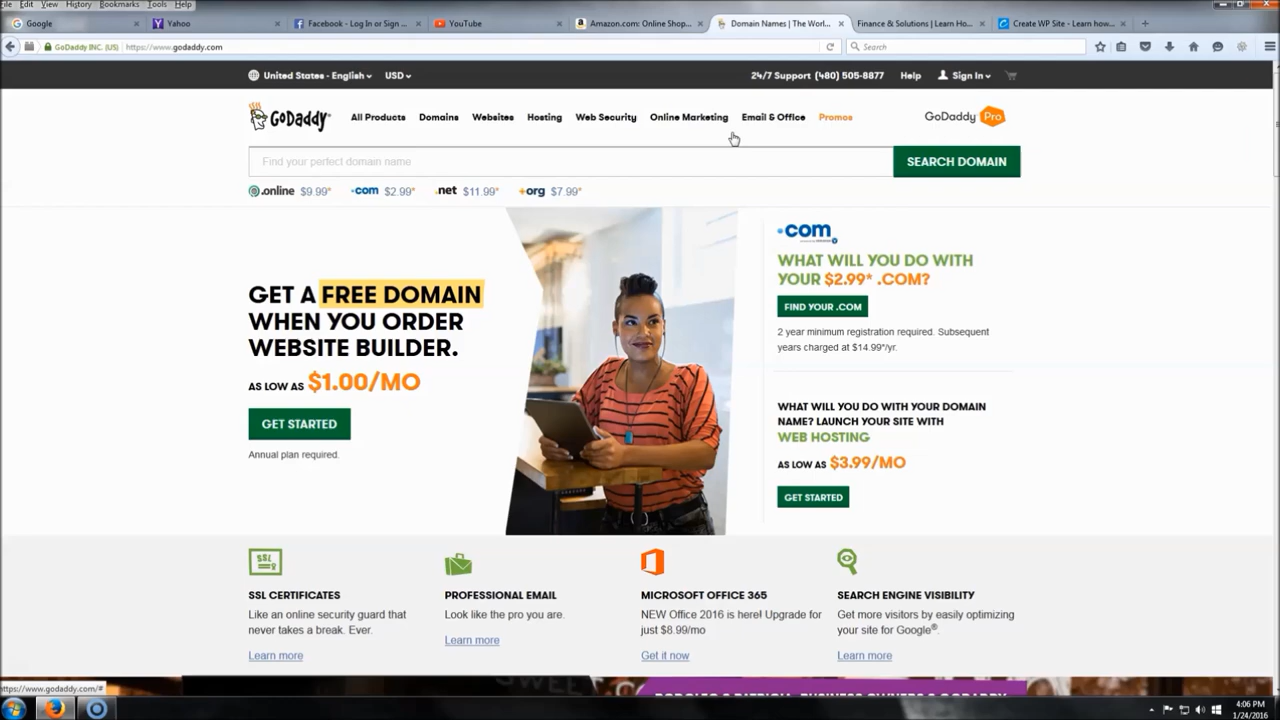 File Edit View History Bookmarks Tools Help
Google
Yahoo
Facebook - Log In or Sign ...
YouTube
Amazon.com: Online Shop...
Domain Names | The Worl...
Finance & Solutions | Learn Ho...
Create WP Site - Learn how...
GoDaddy INC. (US) https://www.godaddy.com
Search
United States - English USD
24/7 Support (480) 505-8877 Help Sign In
GoDaddy
All Products Domains Websites Hosting Web Security Online Marketing Email & Office Promos
GoDaddy Pro
Find your perfect domain name
SEARCH DOMAIN
.online $9.99* .com $2.99* .net $11.99* .org $7.99*
GET A FREE DOMAIN
WHEN YOU ORDER
WEBSITE BUILDER.
AS LOW AS $1.00/MO
GET STARTED
Annual plan required.
.com
WHAT WILL YOU DO WITH
YOUR $2.99* .COM?
FIND YOUR .COM
2 year minimum registration required. Subsequent
years charged at $14.99*/yr.
WHAT WILL YOU DO WITH YOUR DOMAIN
NAME? LAUNCH YOUR SITE WITH
WEB HOSTING
AS LOW AS $3.99/MO
GET STARTED
SSL
SSL CERTIFICATES
Like an online security guard that
never takes a break. Ever.
Learn more
PROFESSIONAL EMAIL
Look like the pro you are.
Learn more
MICROSOFT OFFICE 365
NEW Office 2016 is here! Upgrade for
just $8.99/mo
Get it now
SEARCH ENGINE VISIBILITY
Get more visitors by easily optimizing
your site for Google®.
Learn more
https://www.godaddy.com/#
4:06 PM
1/24/2016